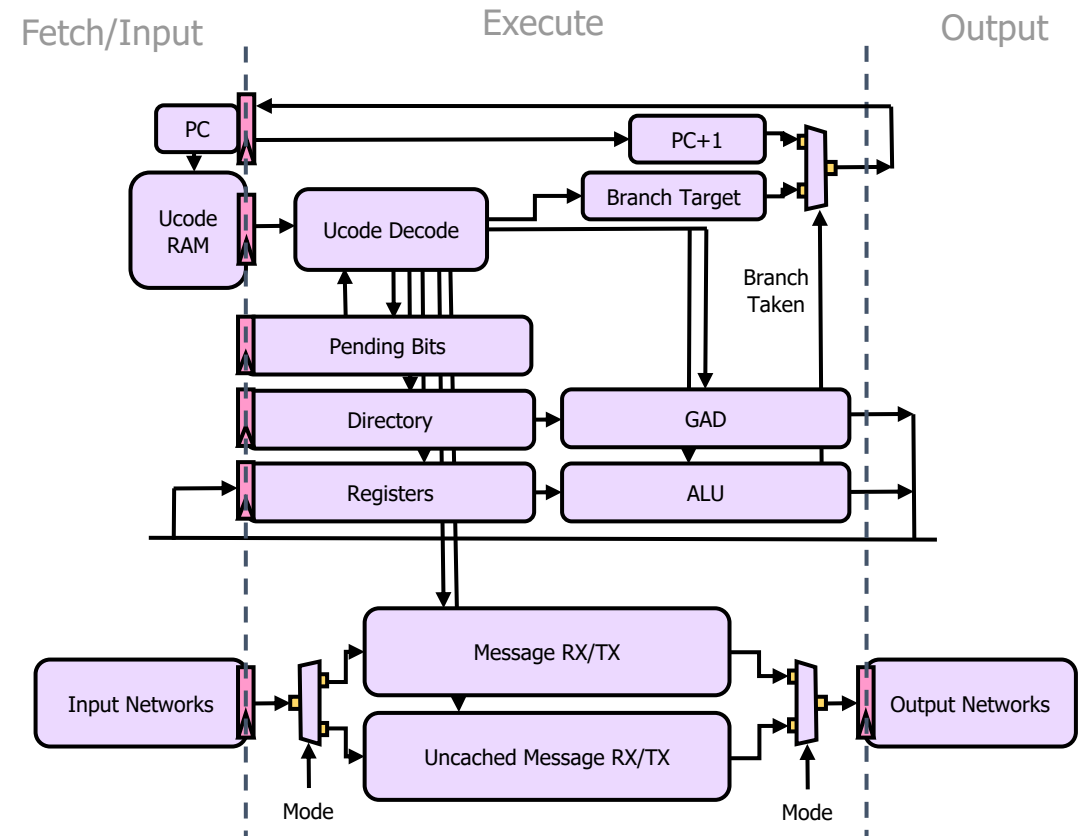 Fetch/Input
Execute
Output
PC
PC+1
Ucode
RAM
Ucode Decode
Branch Target
Branch
Taken
Pending Bits
Directory
GAD
Registers
ALU
Message RX/TX
Input Networks
Output Networks
Uncached Message RX/TX
Mode
Mode